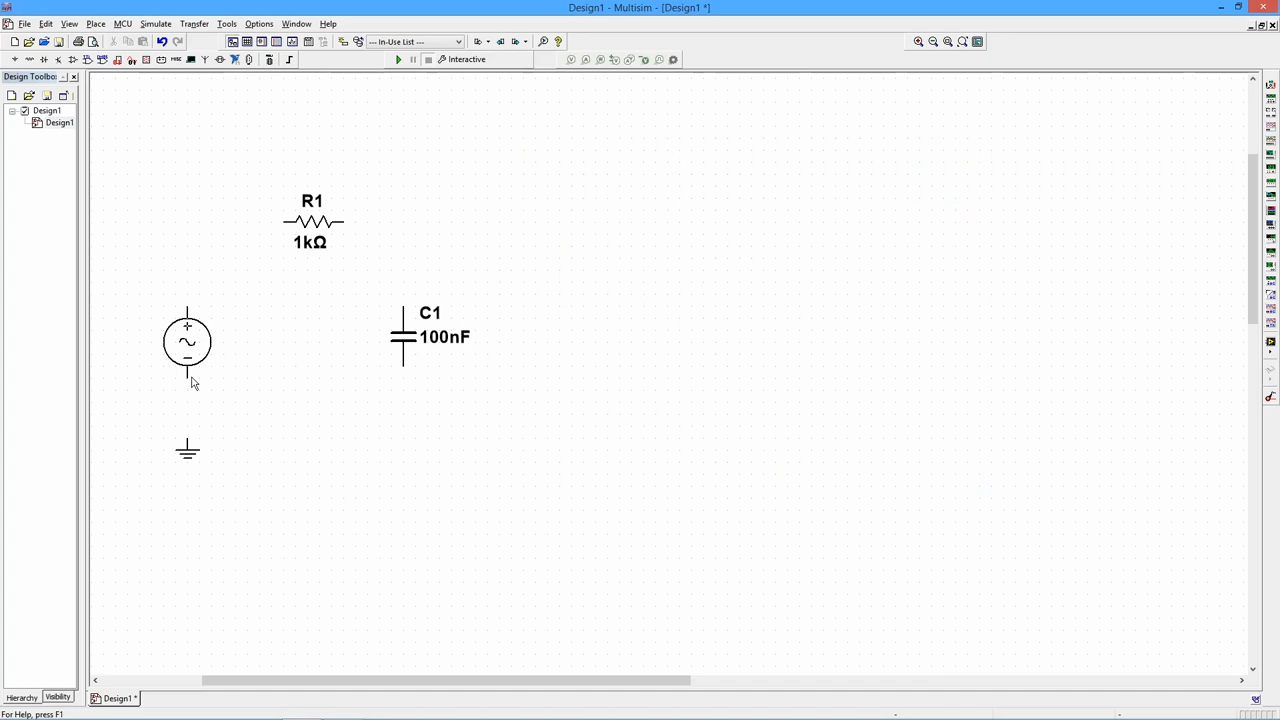 Design1 - Multisim - [Design1 *]
File Edit View Place MCU Simulate Transfer Tools Options Window Help
--- In-Use List ---
Interactive
Design Toolbo
Design1
Design1
R1
1kΩ
C1
100nF
Hierarchy Visibility
Design1 *
For Help, press F1